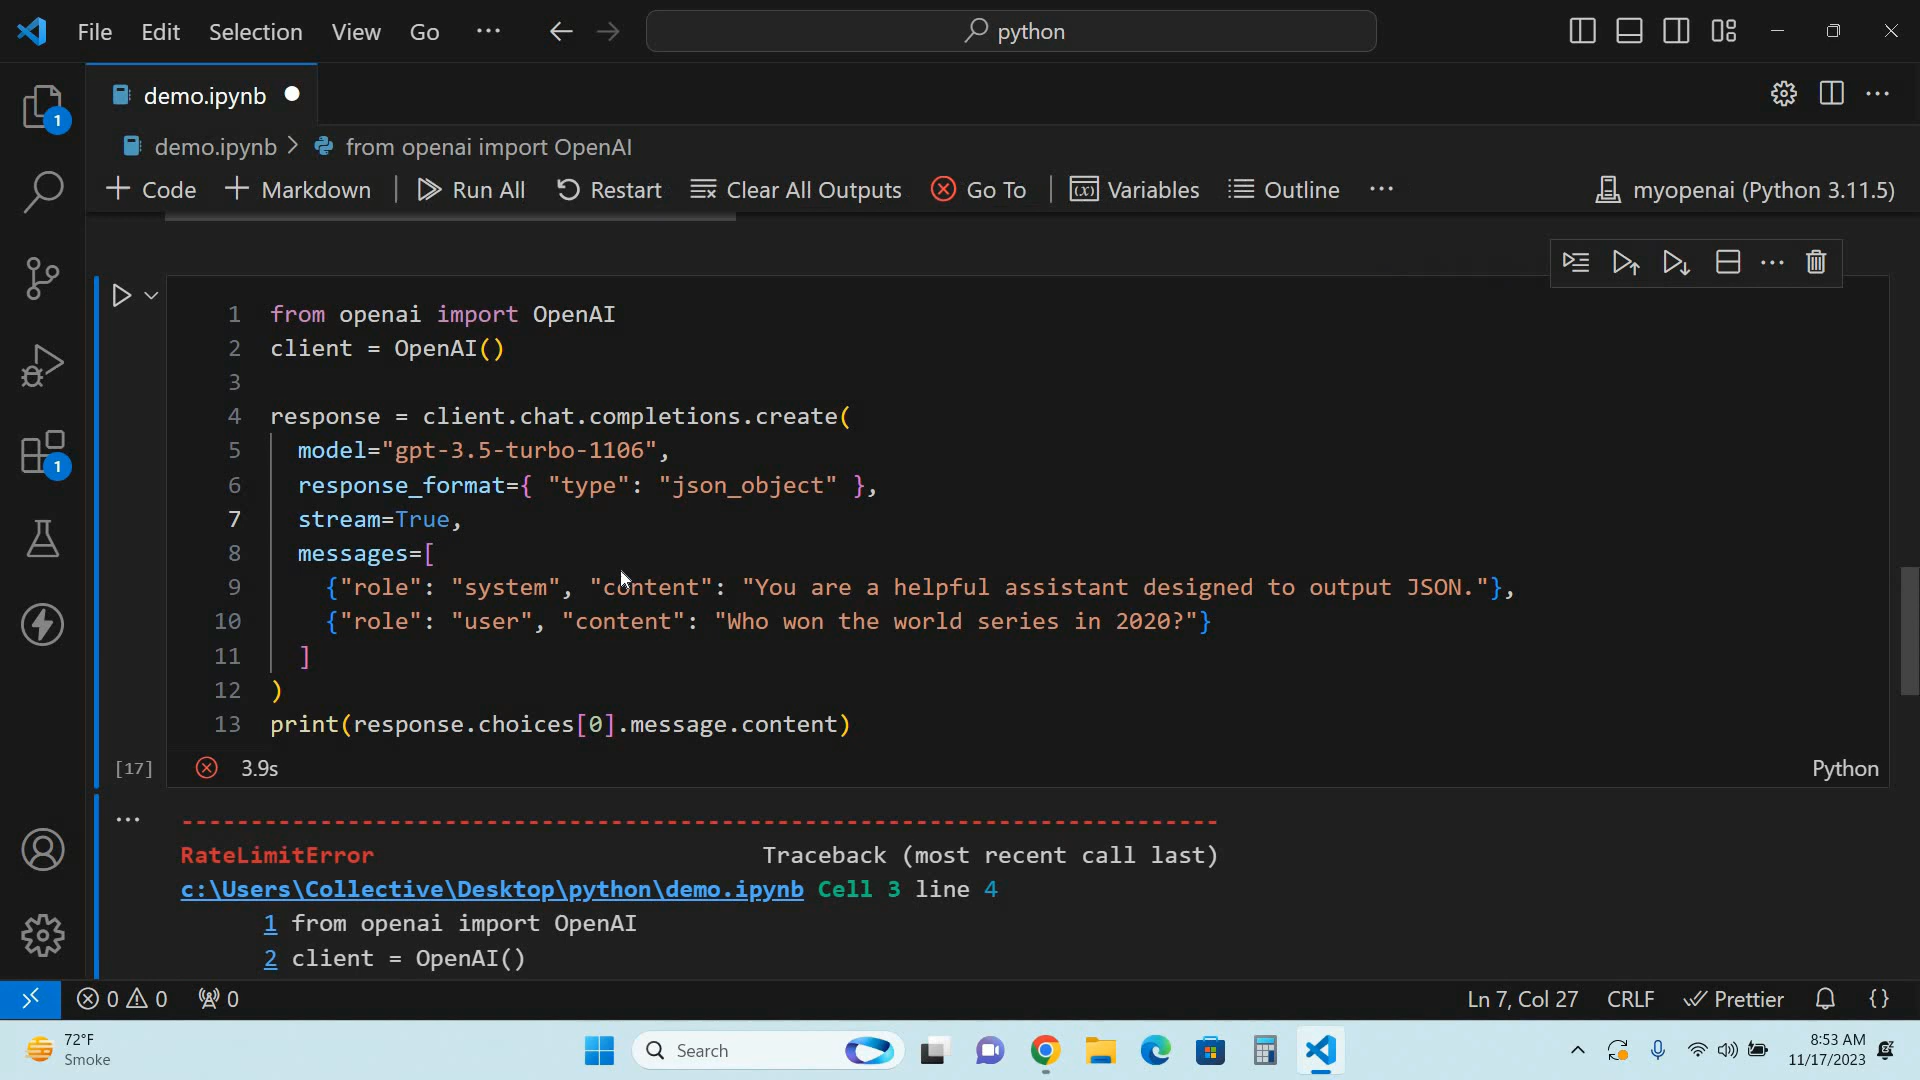 File Edit Selection View Go ··· python
demo.ipynb
demo.ipynb > from openai import OpenAI
+ Code + Markdown Run All Restart Clear All Outputs Go To Variables Outline ··· myopenai (Python 3.11.5)
1 from openai import OpenAI
2 client = OpenAI()
3
4 response = client.chat.completions.create(
5 model="gpt-3.5-turbo-1106",
6 response_format={ "type": "json_object" },
7 stream=True,
8 messages=[
9 {"role": "system", "content": "You are a helpful assistant designed to output JSON."},
10 {"role": "user", "content": "Who won the world series in 2020?"}
11 ]
12 )
13 print(response.choices[0].message.content)
[17] 3.9s Python
---------------------------------------------------------------------------
RateLimitError Traceback (most recent call last)
c:\Users\Collective\Desktop\python\demo.ipynb Cell 3 line 4
1 from openai import OpenAI
2 client = OpenAI()
0 0 0 Ln 7, Col 27 CRLF Prettier {}
1
1
72°F
Smoke
Search
8:53 AM
11/17/2023